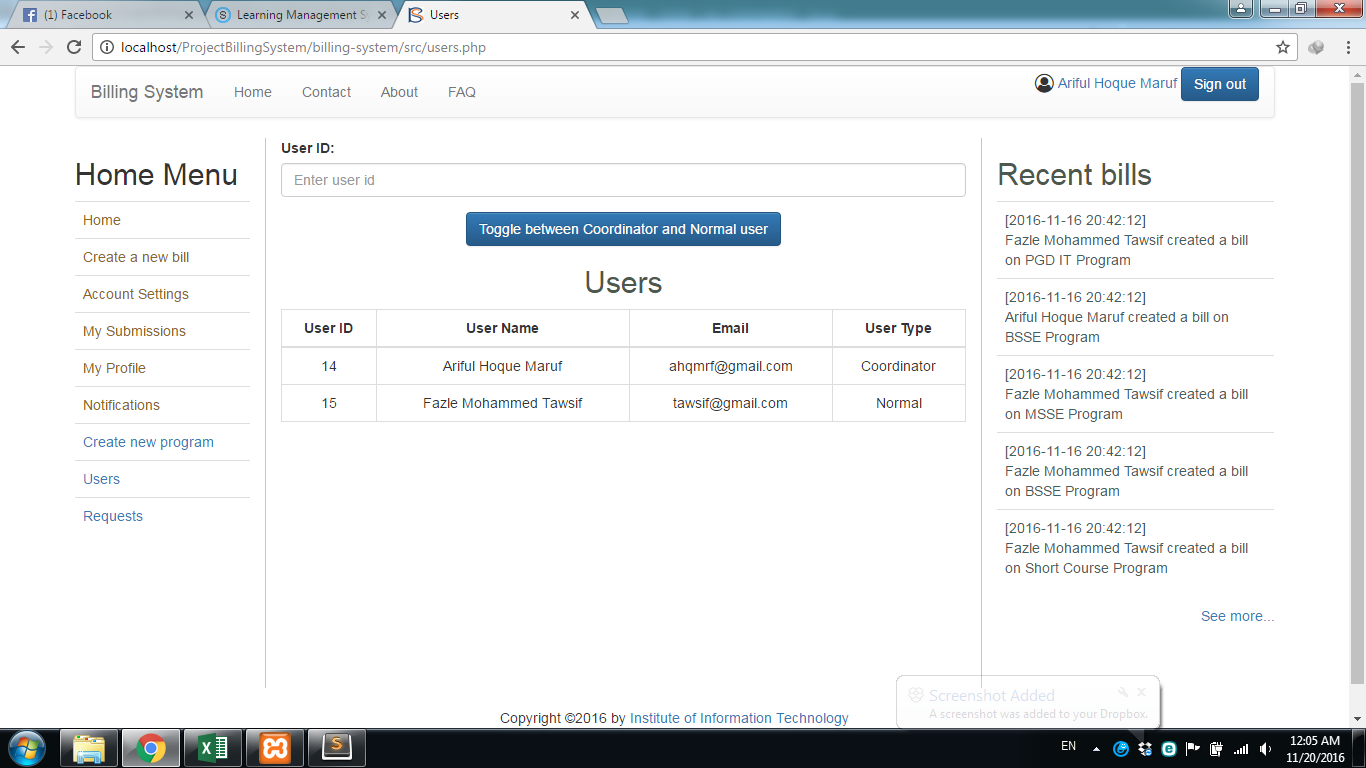 (1) Facebook
Learning Management S
Users
localhost/ProjectBillingSystem/billing-system/src/users.php
Billing System Home Contact About FAQ
Ariful Hoque Maruf Sign out
Home Menu
Home
Create a new bill
Account Settings
My Submissions
My Profile
Notifications
Create new program
Users
Requests
User ID:
Enter user id
Toggle between Coordinator and Normal user
Users
User ID User Name Email User Type
14 Ariful Hoque Maruf ahqmrf@gmail.com Coordinator
15 Fazle Mohammed Tawsif tawsif@gmail.com Normal
Recent bills
[2016-11-16 20:42:12]
Fazle Mohammed Tawsif created a bill
on PGD IT Program
[2016-11-16 20:42:12]
Ariful Hoque Maruf created a bill on
BSSE Program
[2016-11-16 20:42:12]
Fazle Mohammed Tawsif created a bill
on MSSE Program
[2016-11-16 20:42:12]
Fazle Mohammed Tawsif created a bill
on BSSE Program
[2016-11-16 20:42:12]
Fazle Mohammed Tawsif created a bill
on Short Course Program
See more...
Screenshot Added
A screenshot was added to your Dropbox.
Copyright ©2016 by Institute of Information Technology
EN
12:05 AM
11/20/2016